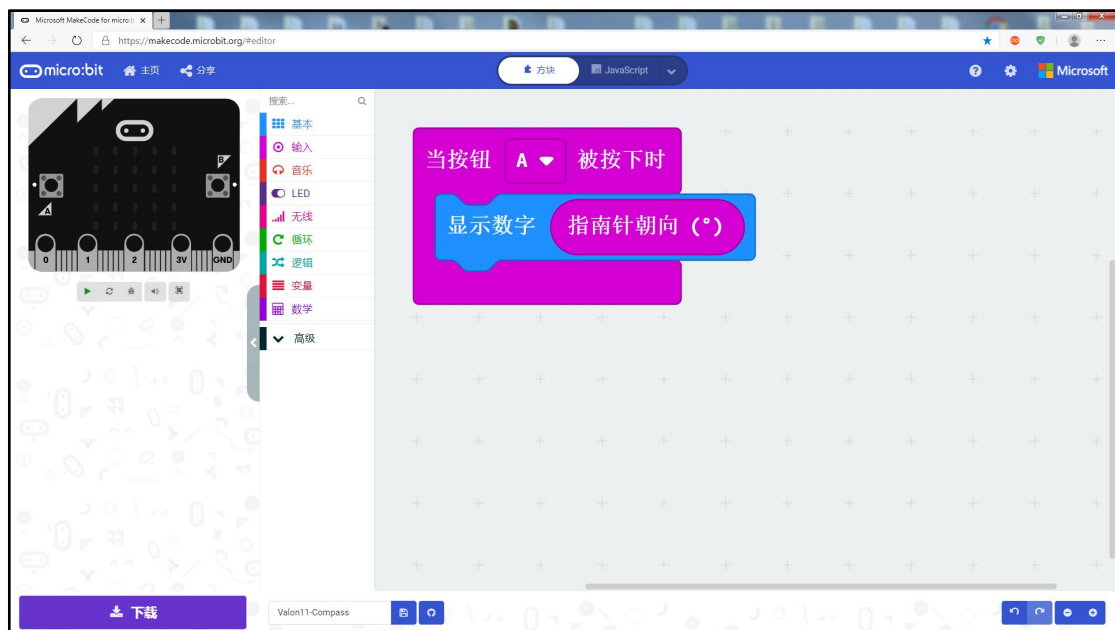 Microsoft MakeCode for micro:b
https://makecode.microbit.org/#editor
micro:bit
主页
分享
方块
JavaScript
Microsoft
搜索...
基本
输入
音乐
LED
无线
循环
逻辑
变量
数学
高级
B
A
0 1 2 3V GND
当按钮 A 被按下时
显示数字 指南针朝向 (°)
下载
Valon11-Compass